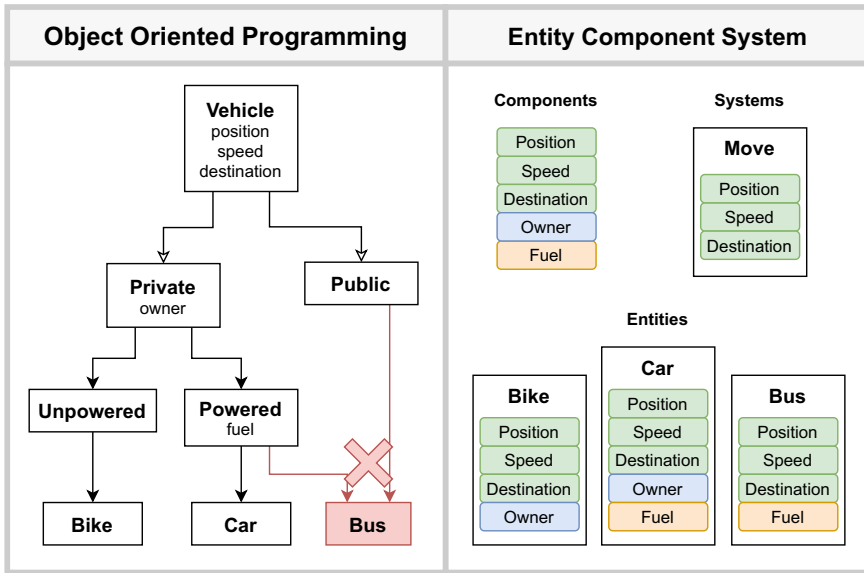 Object Oriented Programming
Vehicle
position
speed
destination
Private
owner
Public
Unpowered
Powered
fuel
Bike
Car
Bus
Entity Component System
Components
Position
Speed
Destination
Owner
Fuel
Systems
Move
Position
Speed
Destination
Entities
Bike
Position
Speed
Destination
Owner
Car
Position
Speed
Destination
Owner
Fuel
Bus
Position
Speed
Destination
Fuel